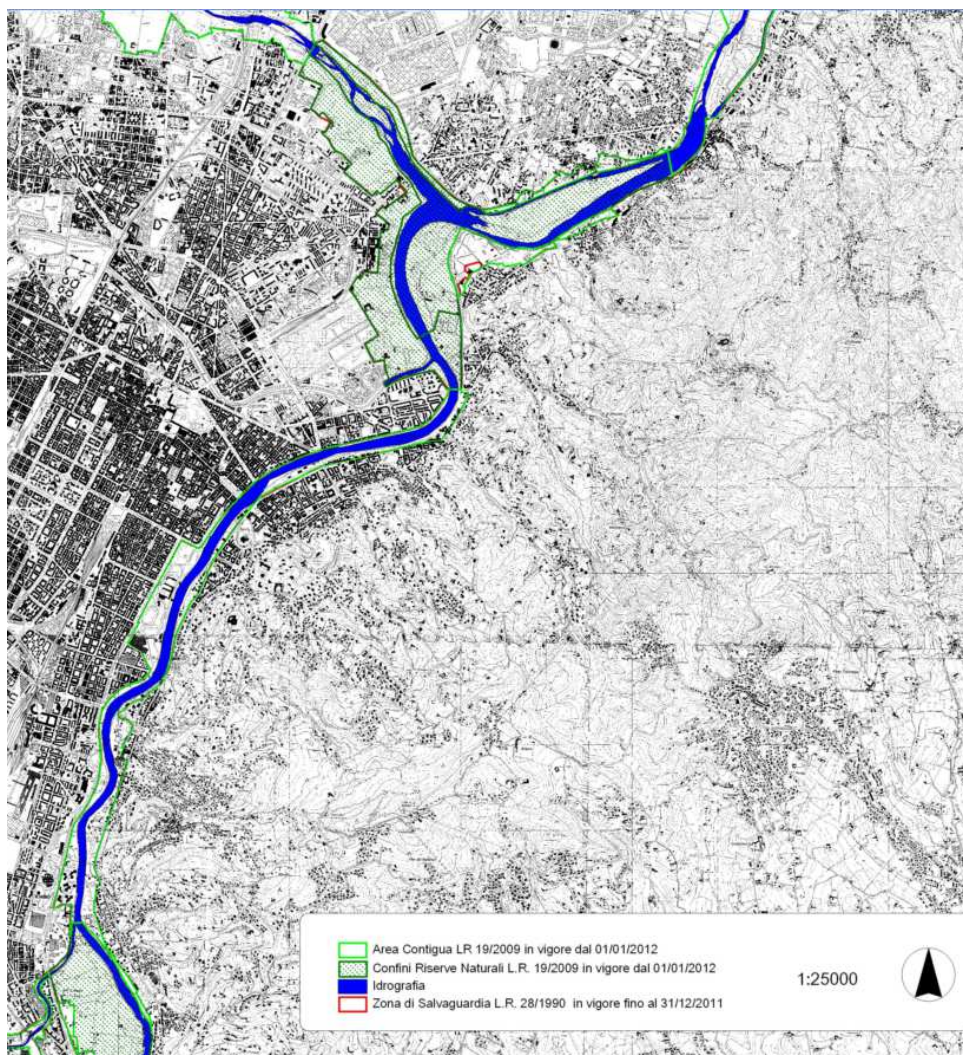 Area Contigua LR 19/2009 in vigore dal 01/01/2012
Confini Riserve Naturali L.R. 19/2009 in vigore dal 01/01/2012
Idrografia
Zona di Salvaguardia L.R. 28/1990 in vigore fino al 31/12/2011
1:25000